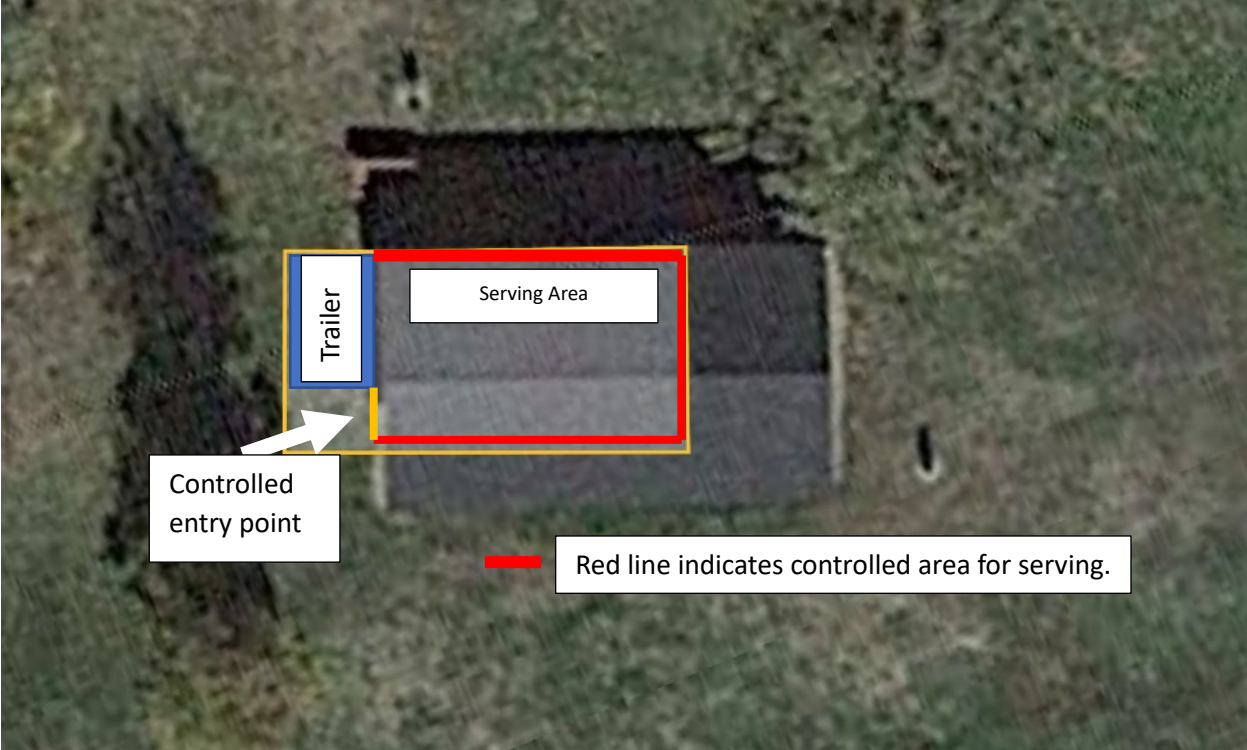 Serving Area
Trailer
Controlled
entry point
Red line indicates controlled area for serving.